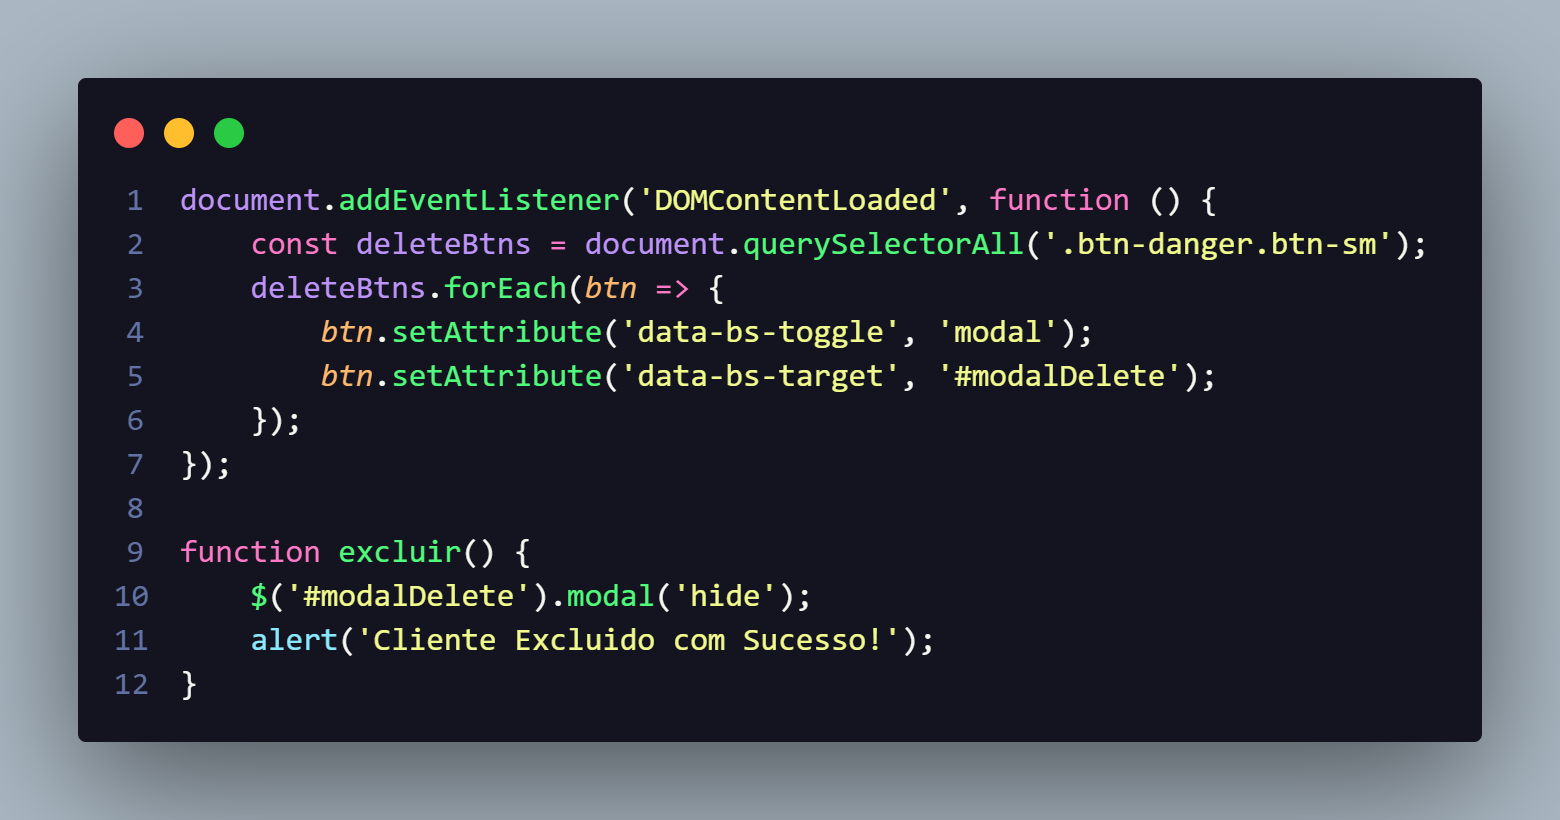 1 document.addEventListener('DOMContentLoaded', function () {
2     const deleteBtns = document.querySelectorAll('.btn-danger.btn-sm');
3     deleteBtns.forEach(btn => {
4         btn.setAttribute('data-bs-toggle', 'modal');
5         btn.setAttribute('data-bs-target', '#modalDelete');
6     });
7 });
8
9 function excluir() {
10     $('#modalDelete').modal('hide');
11     alert('Cliente Excluido com Sucesso!');
12 }